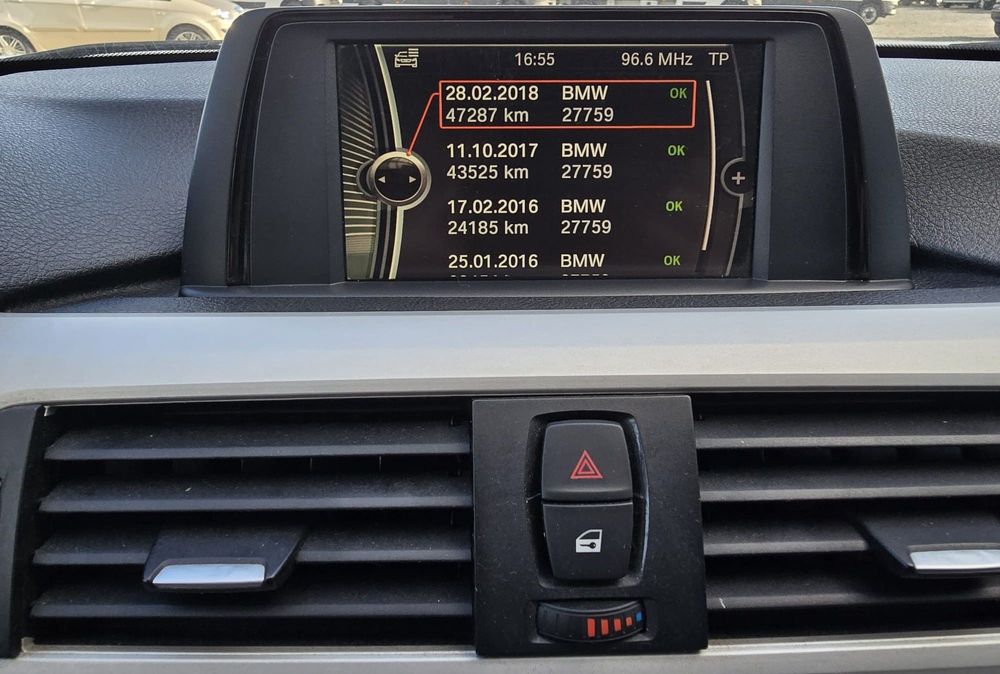 16:55 96.6 MHz TP
28.02.2018 BMW OK
47287 km 27759
11.10.2017 BMW OK
43525 km 27759
17.02.2016 BMW OK
24185 km 27759
25.01.2016 BMW OK
27759